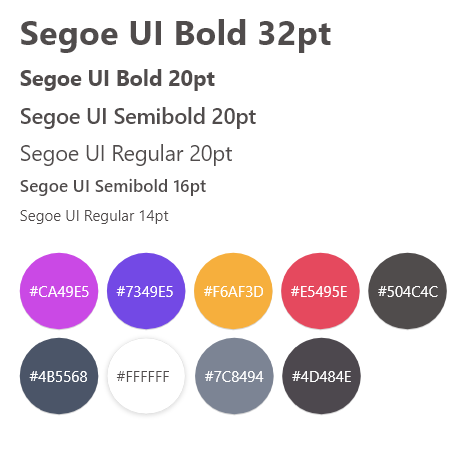 Segoe UI Bold 32pt
Segoe UI Bold 20pt
Segoe UI Semibold 20pt
Segoe UI Regular 20pt
Segoe UI Semibold 16pt
Segoe UI Regular 14pt
#CA49E5 #7349E5 #F6AF3D #E5495E #504C4C
#4B5568 #FFFFFF #7C8494 #4D484E